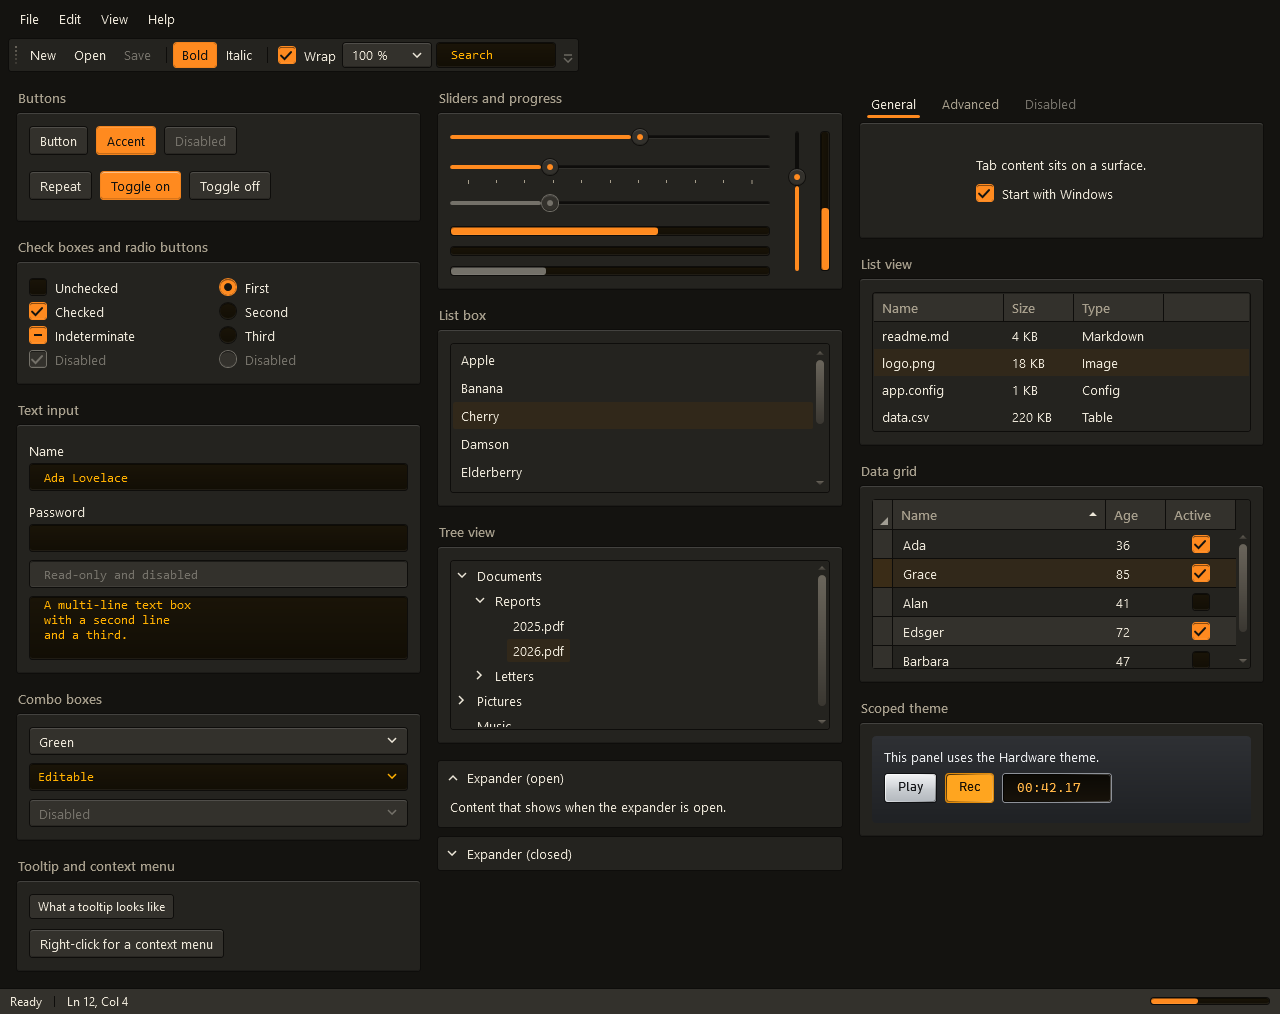 File Edit View Help
New Open Save Bold Italic Wrap 100 % Search
Buttons
Button Accent Disabled
Repeat Toggle on Toggle off
Check boxes and radio buttons
Unchecked First
Checked Second
Indeterminate Third
Disabled Disabled
Text input
Name
Ada Lovelace
Password
Read-only and disabled
A multi-line text box
with a second line
and a third.
Combo boxes
Green
Editable
Disabled
Tooltip and context menu
What a tooltip looks like
Right-click for a context menu
Sliders and progress
List box
Apple
Banana
Cherry
Damson
Elderberry
Tree view
Documents
Reports
2025.pdf
2026.pdf
Letters
Pictures
Music
Expander (open)
Content that shows when the expander is open.
Expander (closed)
General Advanced Disabled
Tab content sits on a surface.
Start with Windows
List view
Name Size Type
readme.md 4 KB Markdown
logo.png 18 KB Image
app.config 1 KB Config
data.csv 220 KB Table
Data grid
Name Age Active
Ada 36
Grace 85
Alan 41
Edsger 72
Barbara 47
Scoped theme
This panel uses the Hardware theme.
Play Rec 00:42.17
Ready Ln 12, Col 4